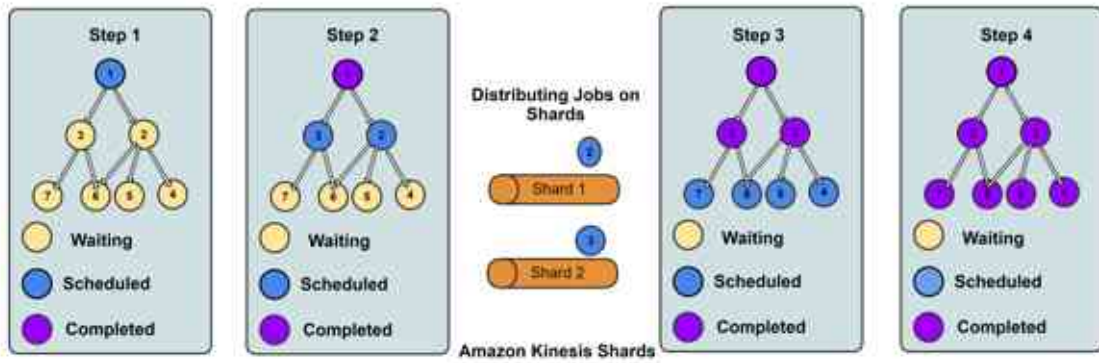 Step 1
1
3 2
7 6 5 4
Waiting
Scheduled
Completed
Step 2
3 2
7 6 5 4
Waiting
Scheduled
Completed
Distributing Jobs on
Shards
2
Shard 1
3
Shard 2
Amazon Kinesis Shards
Step 3
7 6 5 4
Waiting
Scheduled
Completed
Step 4
Waiting
Scheduled
Completed